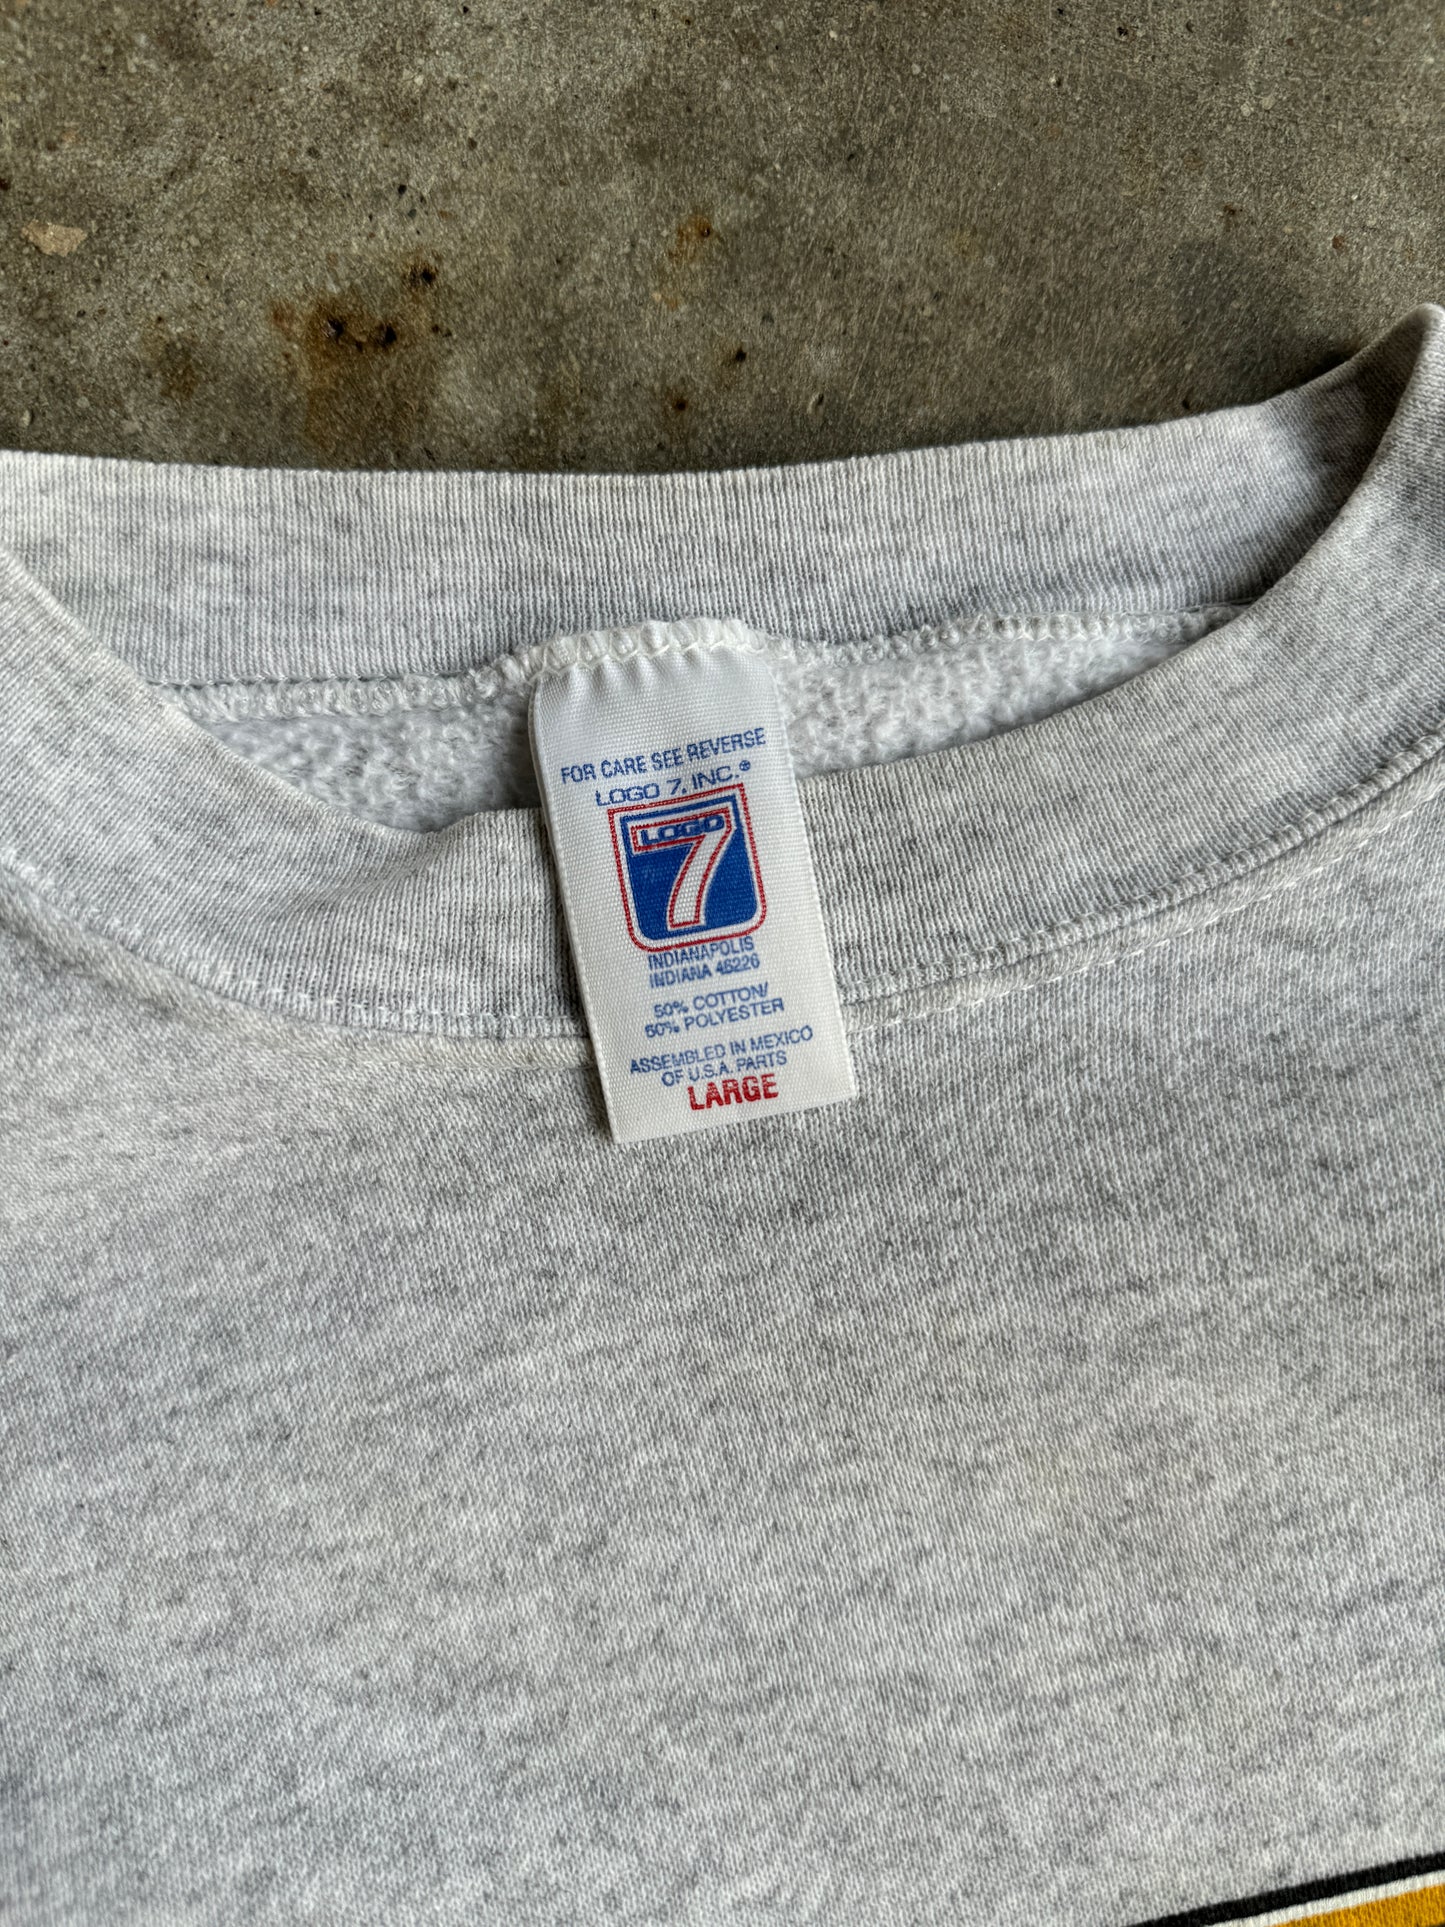 FOR CARE SEE REVERSE
LOGO 7, INC.®
LOGO
7
INDIANAPOLIS
INDIANA 46226
50% COTTON/
50% POLYESTER
ASSEMBLED IN MEXICO
OF U.S.A. PARTS
LARGE